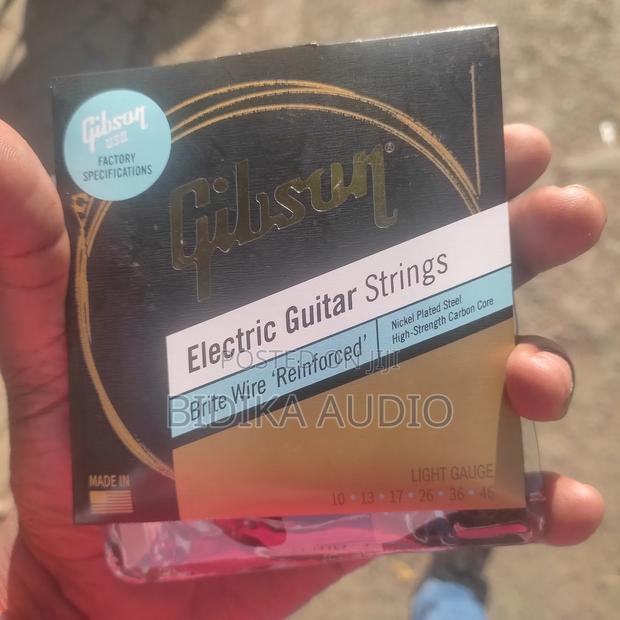 Gibson
USA
FACTORY
SPECIFICATIONS
Gibson®
Electric Guitar Strings
Brite Wire 'Reinforced'
Nickel Plated Steel
High-Strength Carbon Core
POSTED ON JIJI
BIDIKA AUDIO
MADE IN
LIGHT GAUGE
10 • 13 • 17 • 26 • 36 • 46